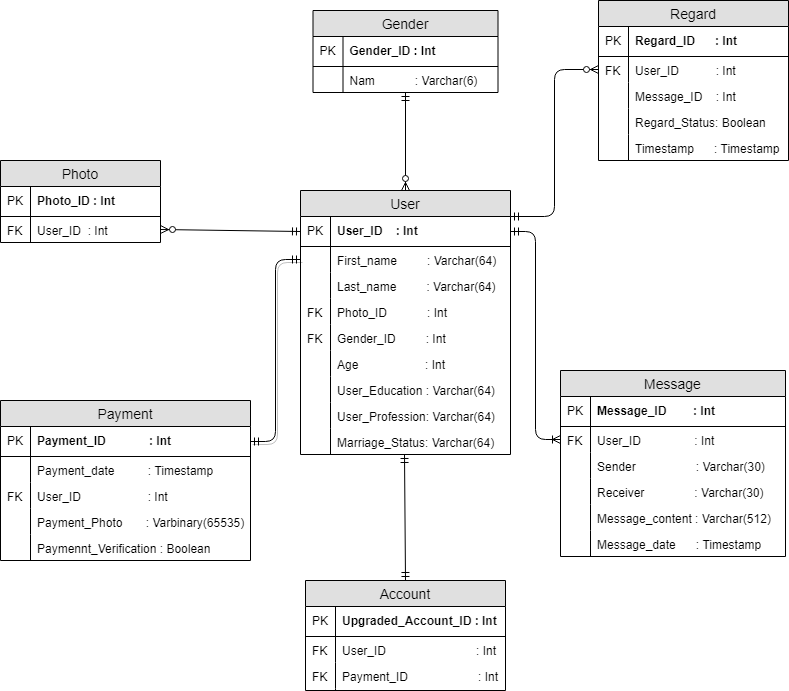 Gender
PK Gender_ID : Int
Nam : Varchar(6)
Regard
PK Regard_ID : Int
FK User_ID : Int
Message_ID : Int
Regard_Status: Boolean
Timestamp : Timestamp
Photo
PK Photo_ID : Int
FK User_ID : Int
User
PK User_ID : Int
First_name : Varchar(64)
Last_name : Varchar(64)
FK Photo_ID : Int
FK Gender_ID : Int
Age : Int
User_Education : Varchar(64)
User_Profession: Varchar(64)
Marriage_Status: Varchar(64)
Payment
PK Payment_ID : Int
Payment_date : Timestamp
FK User_ID : Int
Payment_Photo : Varbinary(65535)
Paymennt_Verification : Boolean
Message
PK Message_ID : Int
FK User_ID : Int
Sender : Varchar(30)
Receiver : Varchar(30)
Message_content : Varchar(512)
Message_date : Timestamp
Account
PK Upgraded_Account_ID : Int
FK User_ID : Int
FK Payment_ID : Int